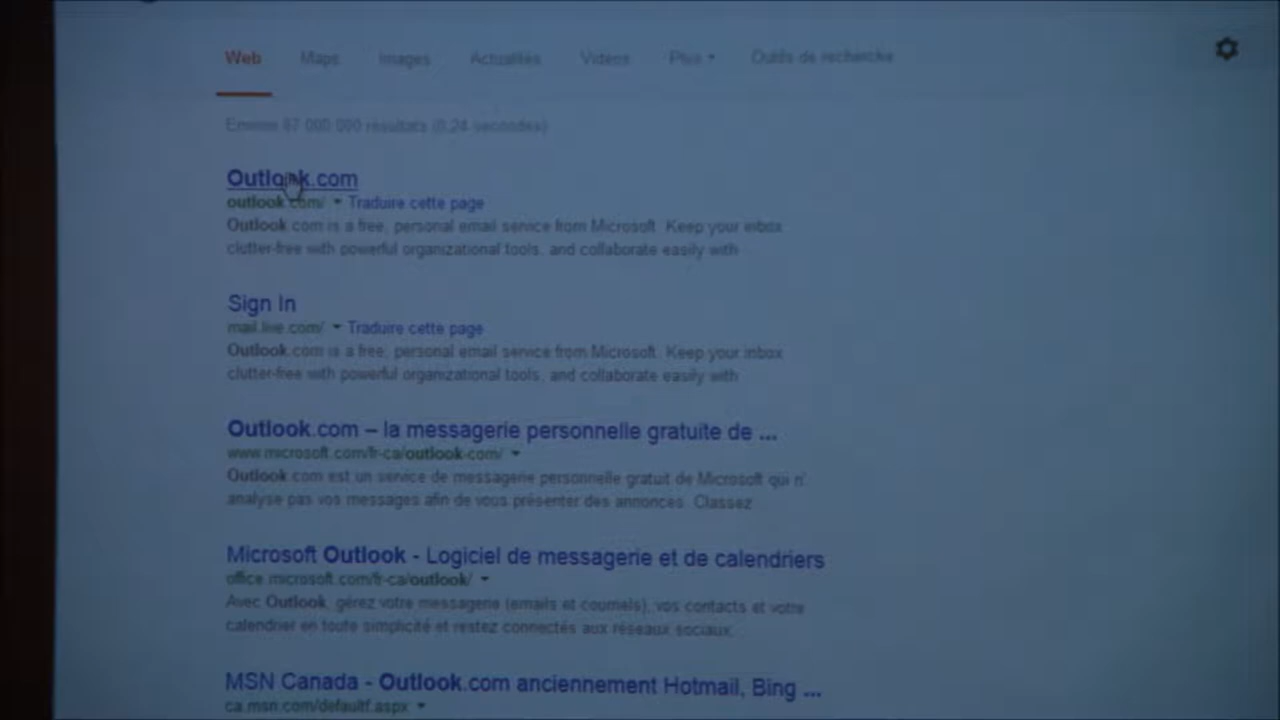 Web Maps Images Actualités Vidéos Plus Outils de recherche
Environ 87 000 000 résultats (0,24 secondes)
Outlook.com
outlook.com/ Traduire cette page
Outlook.com is a free, personal email service from Microsoft. Keep your inbox
clutter-free with powerful organizational tools, and collaborate easily with
Sign In
mail.live.com/ Traduire cette page
Outlook.com is a free, personal email service from Microsoft. Keep your inbox
clutter-free with powerful organizational tools, and collaborate easily with
Outlook.com – la messagerie personnelle gratuite de ...
www.microsoft.com/fr-ca/outlook-com/
Outlook.com est un service de messagerie personnelle gratuit de Microsoft qui n'
analyse pas vos messages afin de vous présenter des annonces. Classez
Microsoft Outlook - Logiciel de messagerie et de calendriers
office.microsoft.com/fr-ca/outlook/
Avec Outlook, gérez votre messagerie (emails et courriels), vos contacts et votre
calendrier en toute simplicité et restez connectés aux réseaux sociaux.
MSN Canada - Outlook.com anciennement Hotmail, Bing ...
ca.msn.com/defaultf.aspx